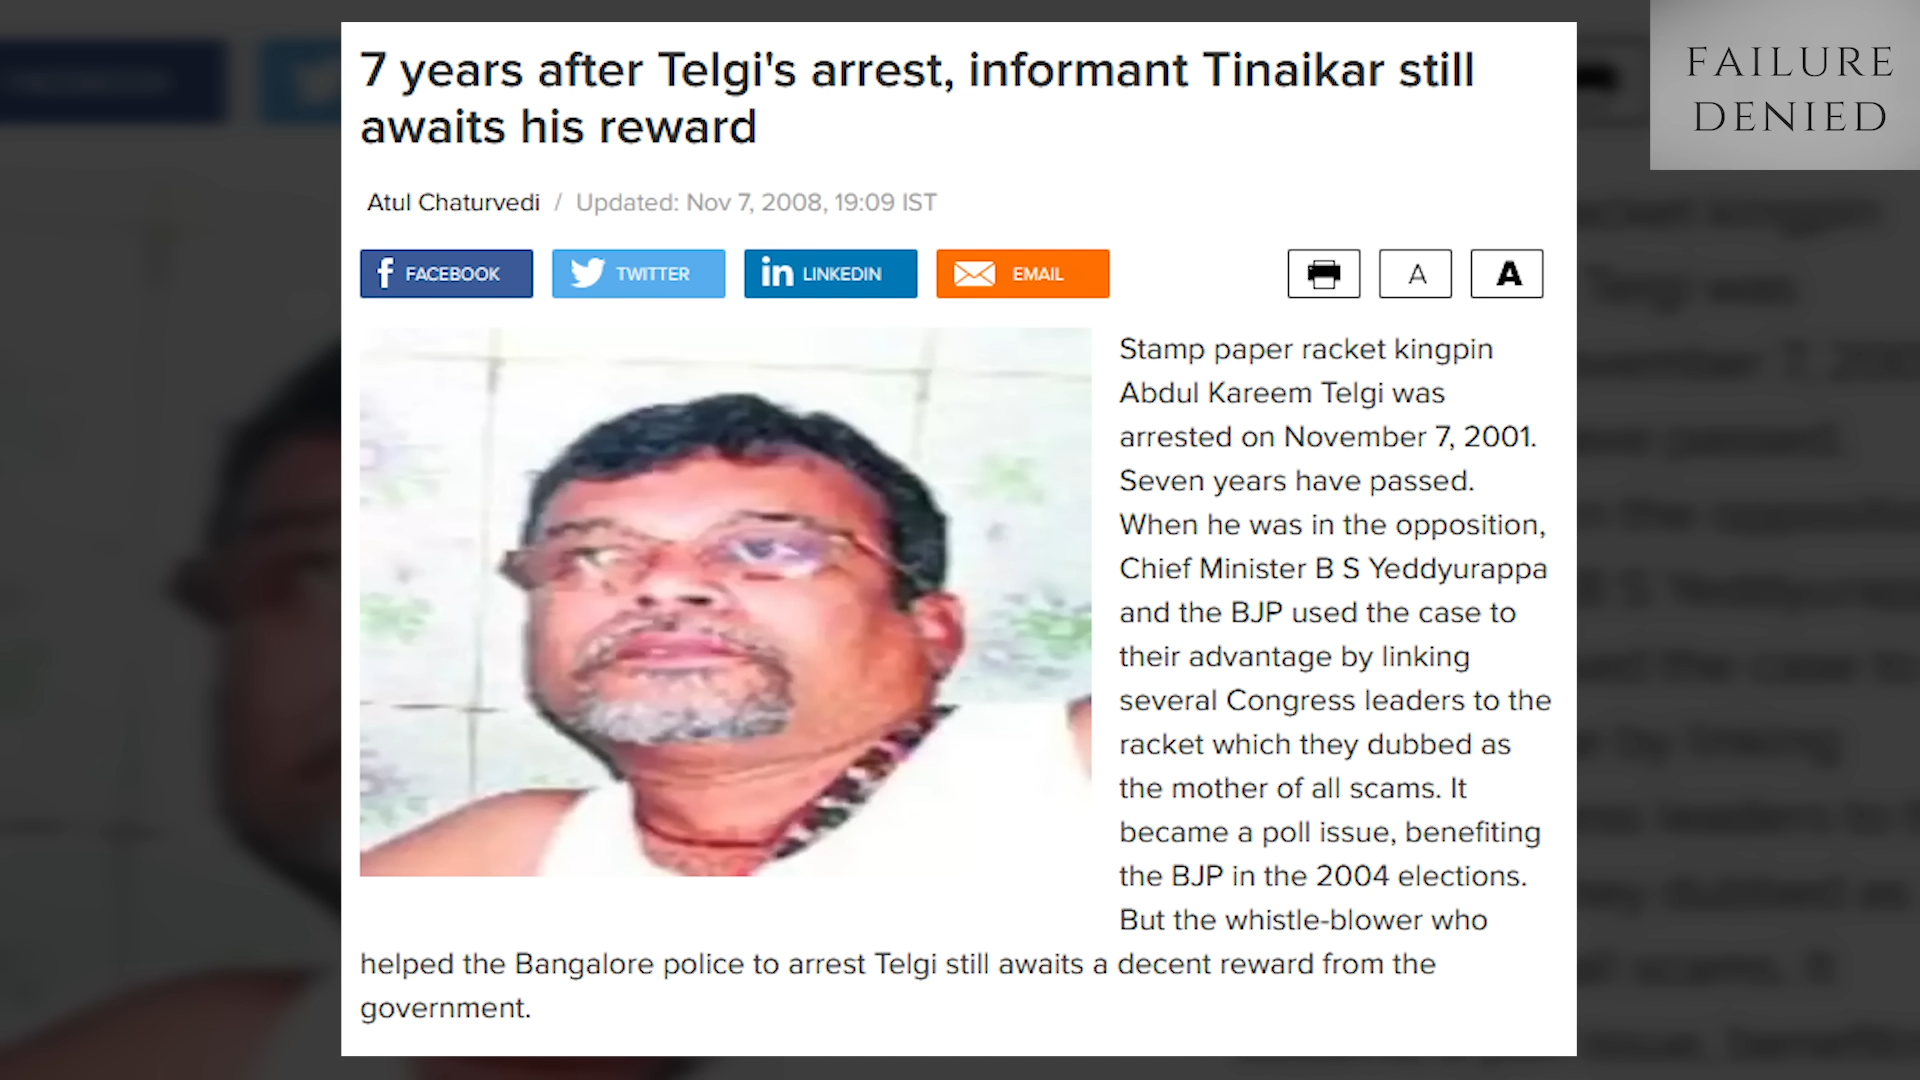 7 years after Telgi's arrest, informant Tinaikar still
awaits his reward
Atul Chaturvedi / Updated: Nov 7, 2008, 19:09 IST
FACEBOOK
TWITTER
LINKEDIN
EMAIL
A
A
Stamp paper racket kingpin
Abdul Kareem Telgi was
arrested on November 7, 2001.
Seven years have passed.
When he was in the opposition,
Chief Minister B S Yeddyurappa
and the BJP used the case to
their advantage by linking
several Congress leaders to the
racket which they dubbed as
the mother of all scams. It
became a poll issue, benefiting
the BJP in the 2004 elections.
But the whistle-blower who
helped the Bangalore police to arrest Telgi still awaits a decent reward from the
government.
FAILURE
DENIED